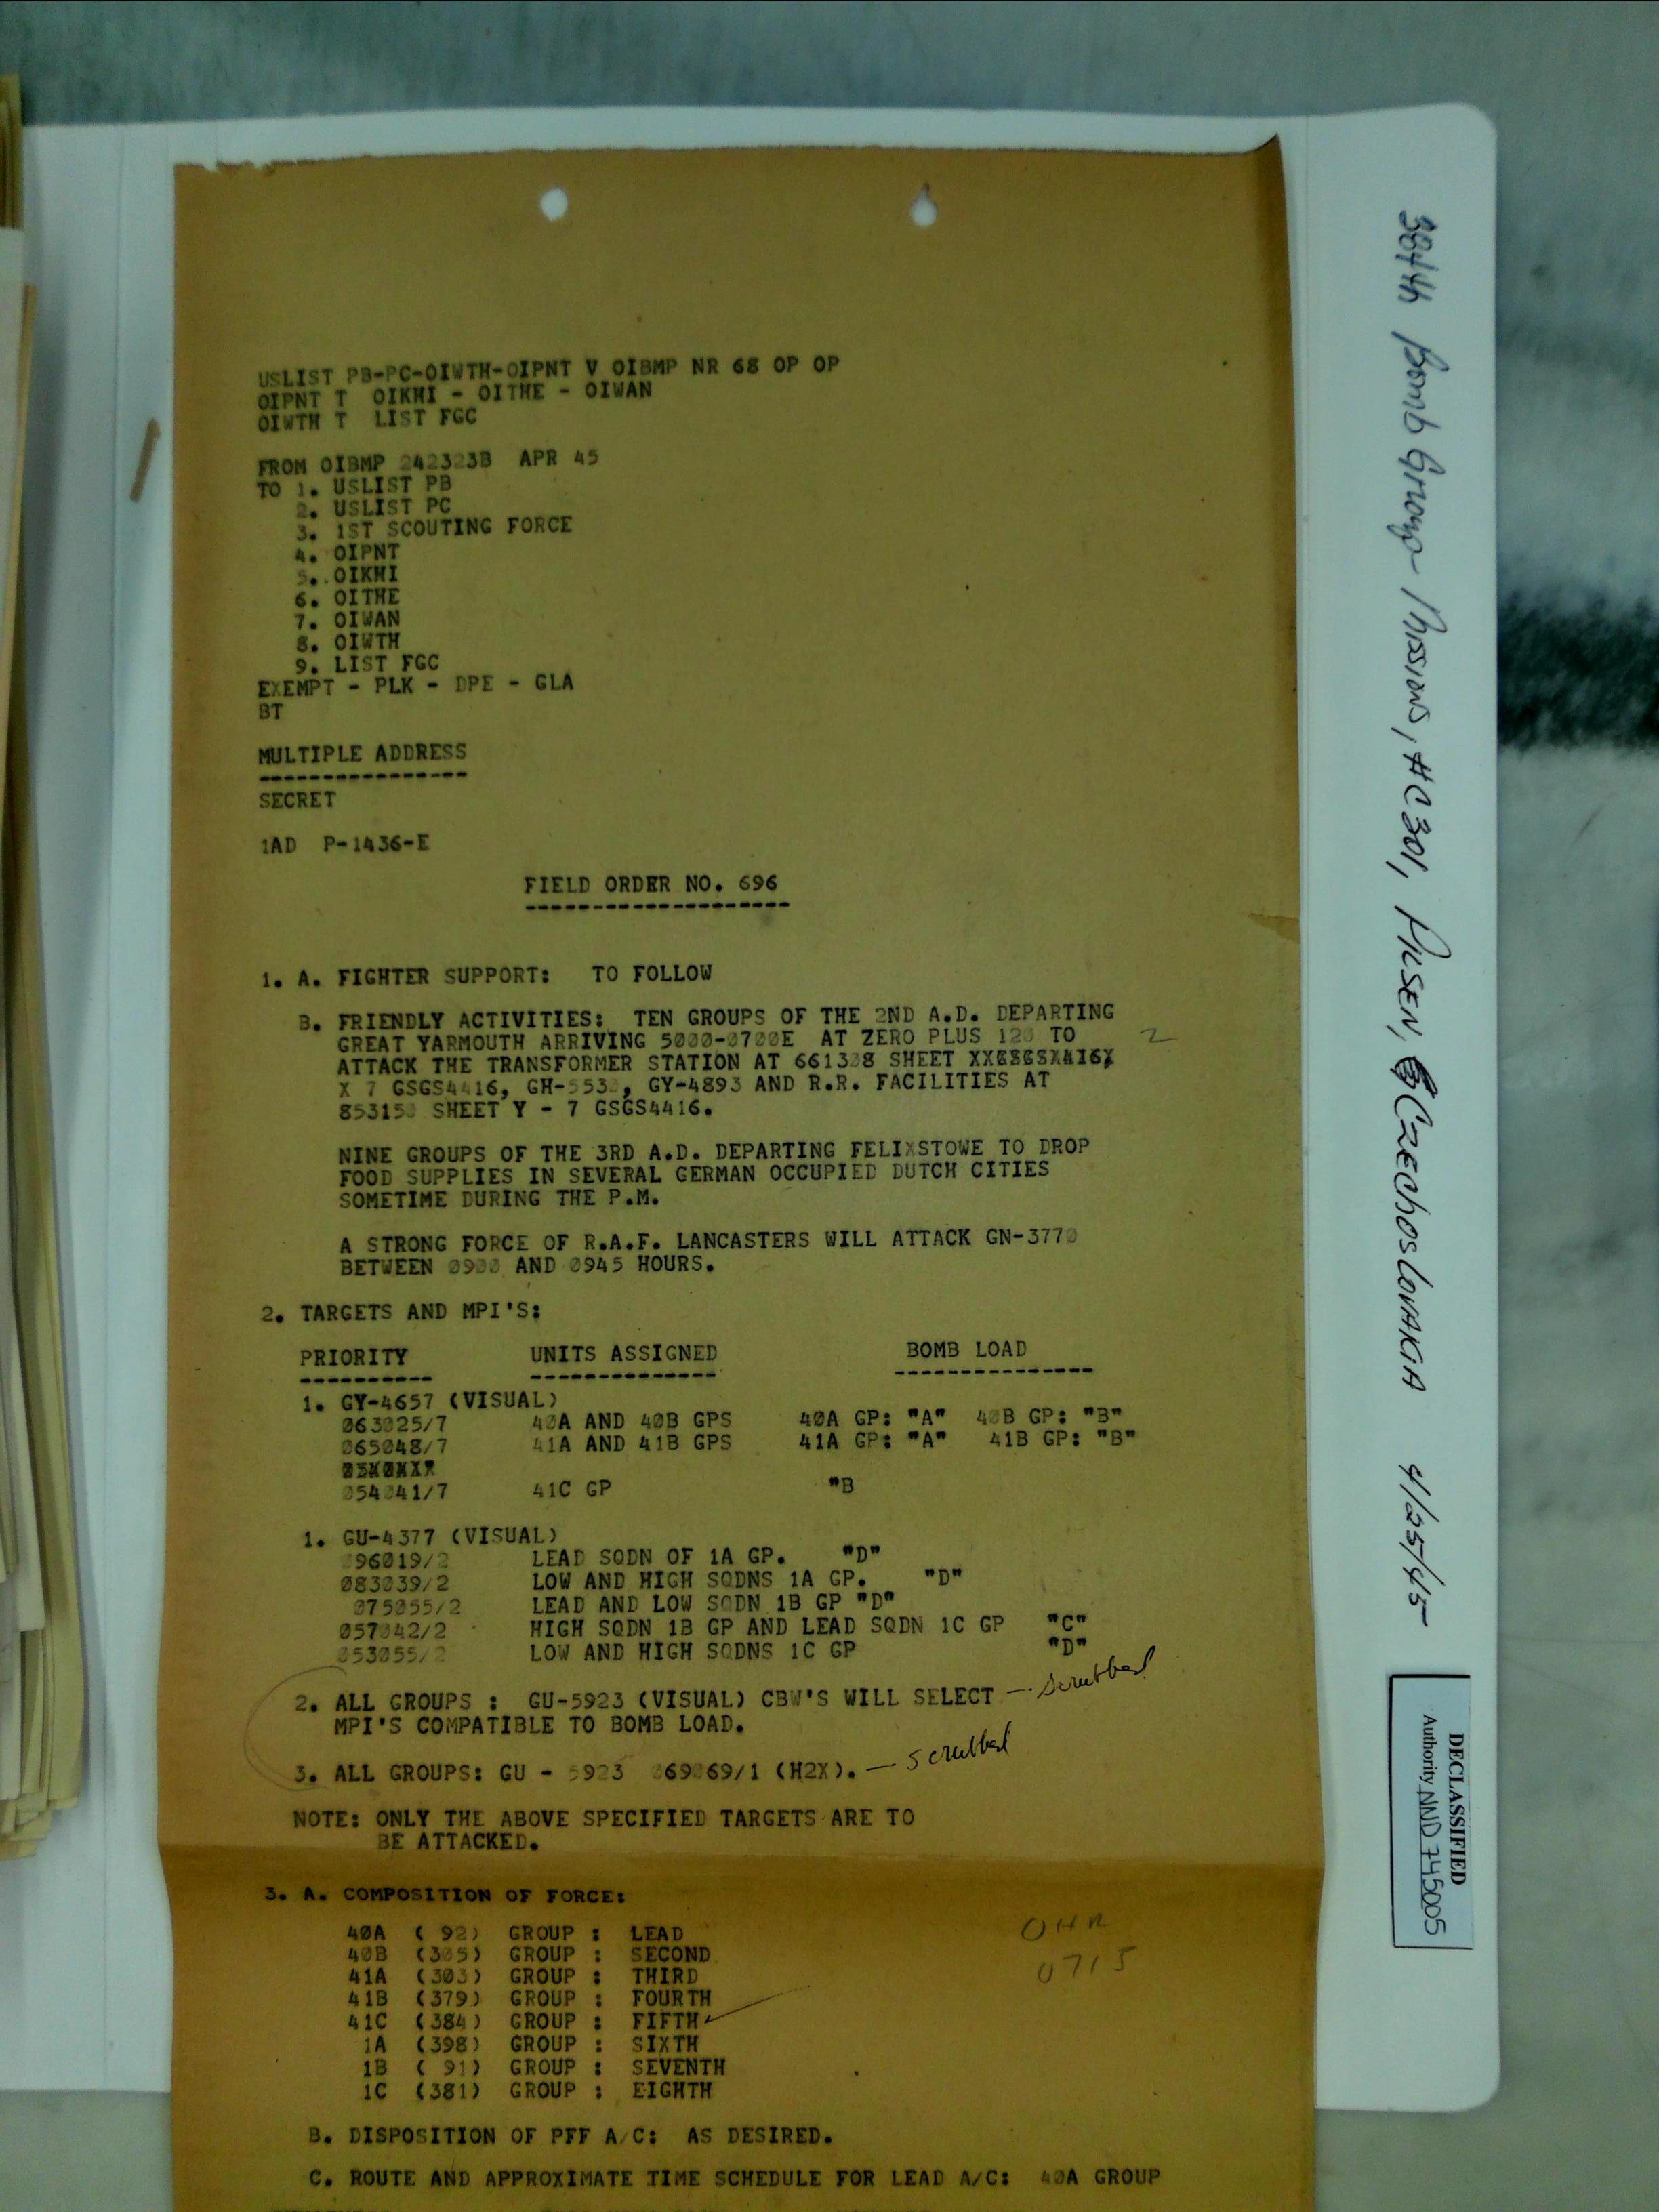 USLIST PB-PC-OIWTH-OIPNT V OIBMP NR 68 OP OP
OIPNT T OIKHI - OITHE - OIWAN
OIWTH T LIST FGC
FROM OIBMP 242323B APR 45
TO 1. USLIST PB
2. USLIST PC
3. 1ST SCOUTING FORCE
4. OIPNT
5. OIKHI
6. OITHE
7. OIWAN
8. OIWTH
9. LIST FGC
EXEMPT - PLK - DPE - GLA
BT
MULTIPLE ADDRESS
----------------
SECRET
1AD P-1436-E
FIELD ORDER NO. 696
--------------------
1. A. FIGHTER SUPPORT: TO FOLLOW
B. FRIENDLY ACTIVITIES: TEN GROUPS OF THE 2ND A.D. DEPARTING
GREAT YARMOUTH ARRIVING 5000-0700E AT ZERO PLUS 120 TO 2
ATTACK THE TRANSFORMER STATION AT 661308 SHEET
X 7 GSGS4416, GY-4893 AND R.R. FACILITIES AT
853150 SHEET Y - 7 GSGS4416.
NINE GROUPS OF THE 3RD A.D. DEPARTING FELIXSTOWE TO DROP
FOOD SUPPLIES IN SEVERAL GERMAN OCCUPIED DUTCH CITIES
SOMETIME DURING THE P.M.
A STRONG FORCE OF R.A.F. LANCASTERS WILL ATTACK GN-3770
BETWEEN 0900 AND 0945 HOURS.
2. TARGETS AND MPI'S:
PRIORITY UNITS ASSIGNED BOMB LOAD
1. GY-4657 (VISUAL)
063025/7 40A AND 40B GPS 40A GP: "A" 40B GP: "B"
065048/7 41A AND 41B GPS 41A GP: "A" 41B GP: "B"
054041/7 41C GP "B
1. GU-4377 (VISUAL)
096019/2 LEAD SQDN OF 1A GP. "D"
083039/2 LOW AND HIGH SQDNS 1A GP. "D"
075055/2 LEAD AND LOW SQDN 1B GP "D"
057042/2 HIGH SQDN 1B GP AND LEAD SQDN 1C GP "C"
053055/2 LOW AND HIGH SQDNS 1C GP "D"
2. ALL GROUPS : GU-5923 (VISUAL) CBW'S WILL SELECT — scrubbed
MPI'S COMPATIBLE TO BOMB LOAD.
3. ALL GROUPS: GU - 5923 069069/1 (H2X). — scrubbed
NOTE: ONLY THE ABOVE SPECIFIED TARGETS ARE TO
BE ATTACKED.
3. A. COMPOSITION OF FORCE:
40A ( 92) GROUP : LEAD
40B (305) GROUP : SECOND
41A (303) GROUP : THIRD
41B (379) GROUP : FOURTH
41C (384) GROUP : FIFTH
1A (398) GROUP : SIXTH
1B ( 91) GROUP : SEVENTH
1C (381) GROUP : EIGHTH
0715
B. DISPOSITION OF PFF A/C: AS DESIRED.
C. ROUTE AND APPROXIMATE TIME SCHEDULE FOR LEAD A/C: 40A GROUP
384th Bomb Group- Missions, #C301, PILSEN, CZECHOSLOVAKIA 4/25/45
DECLASSIFIED
Authority NND 745005